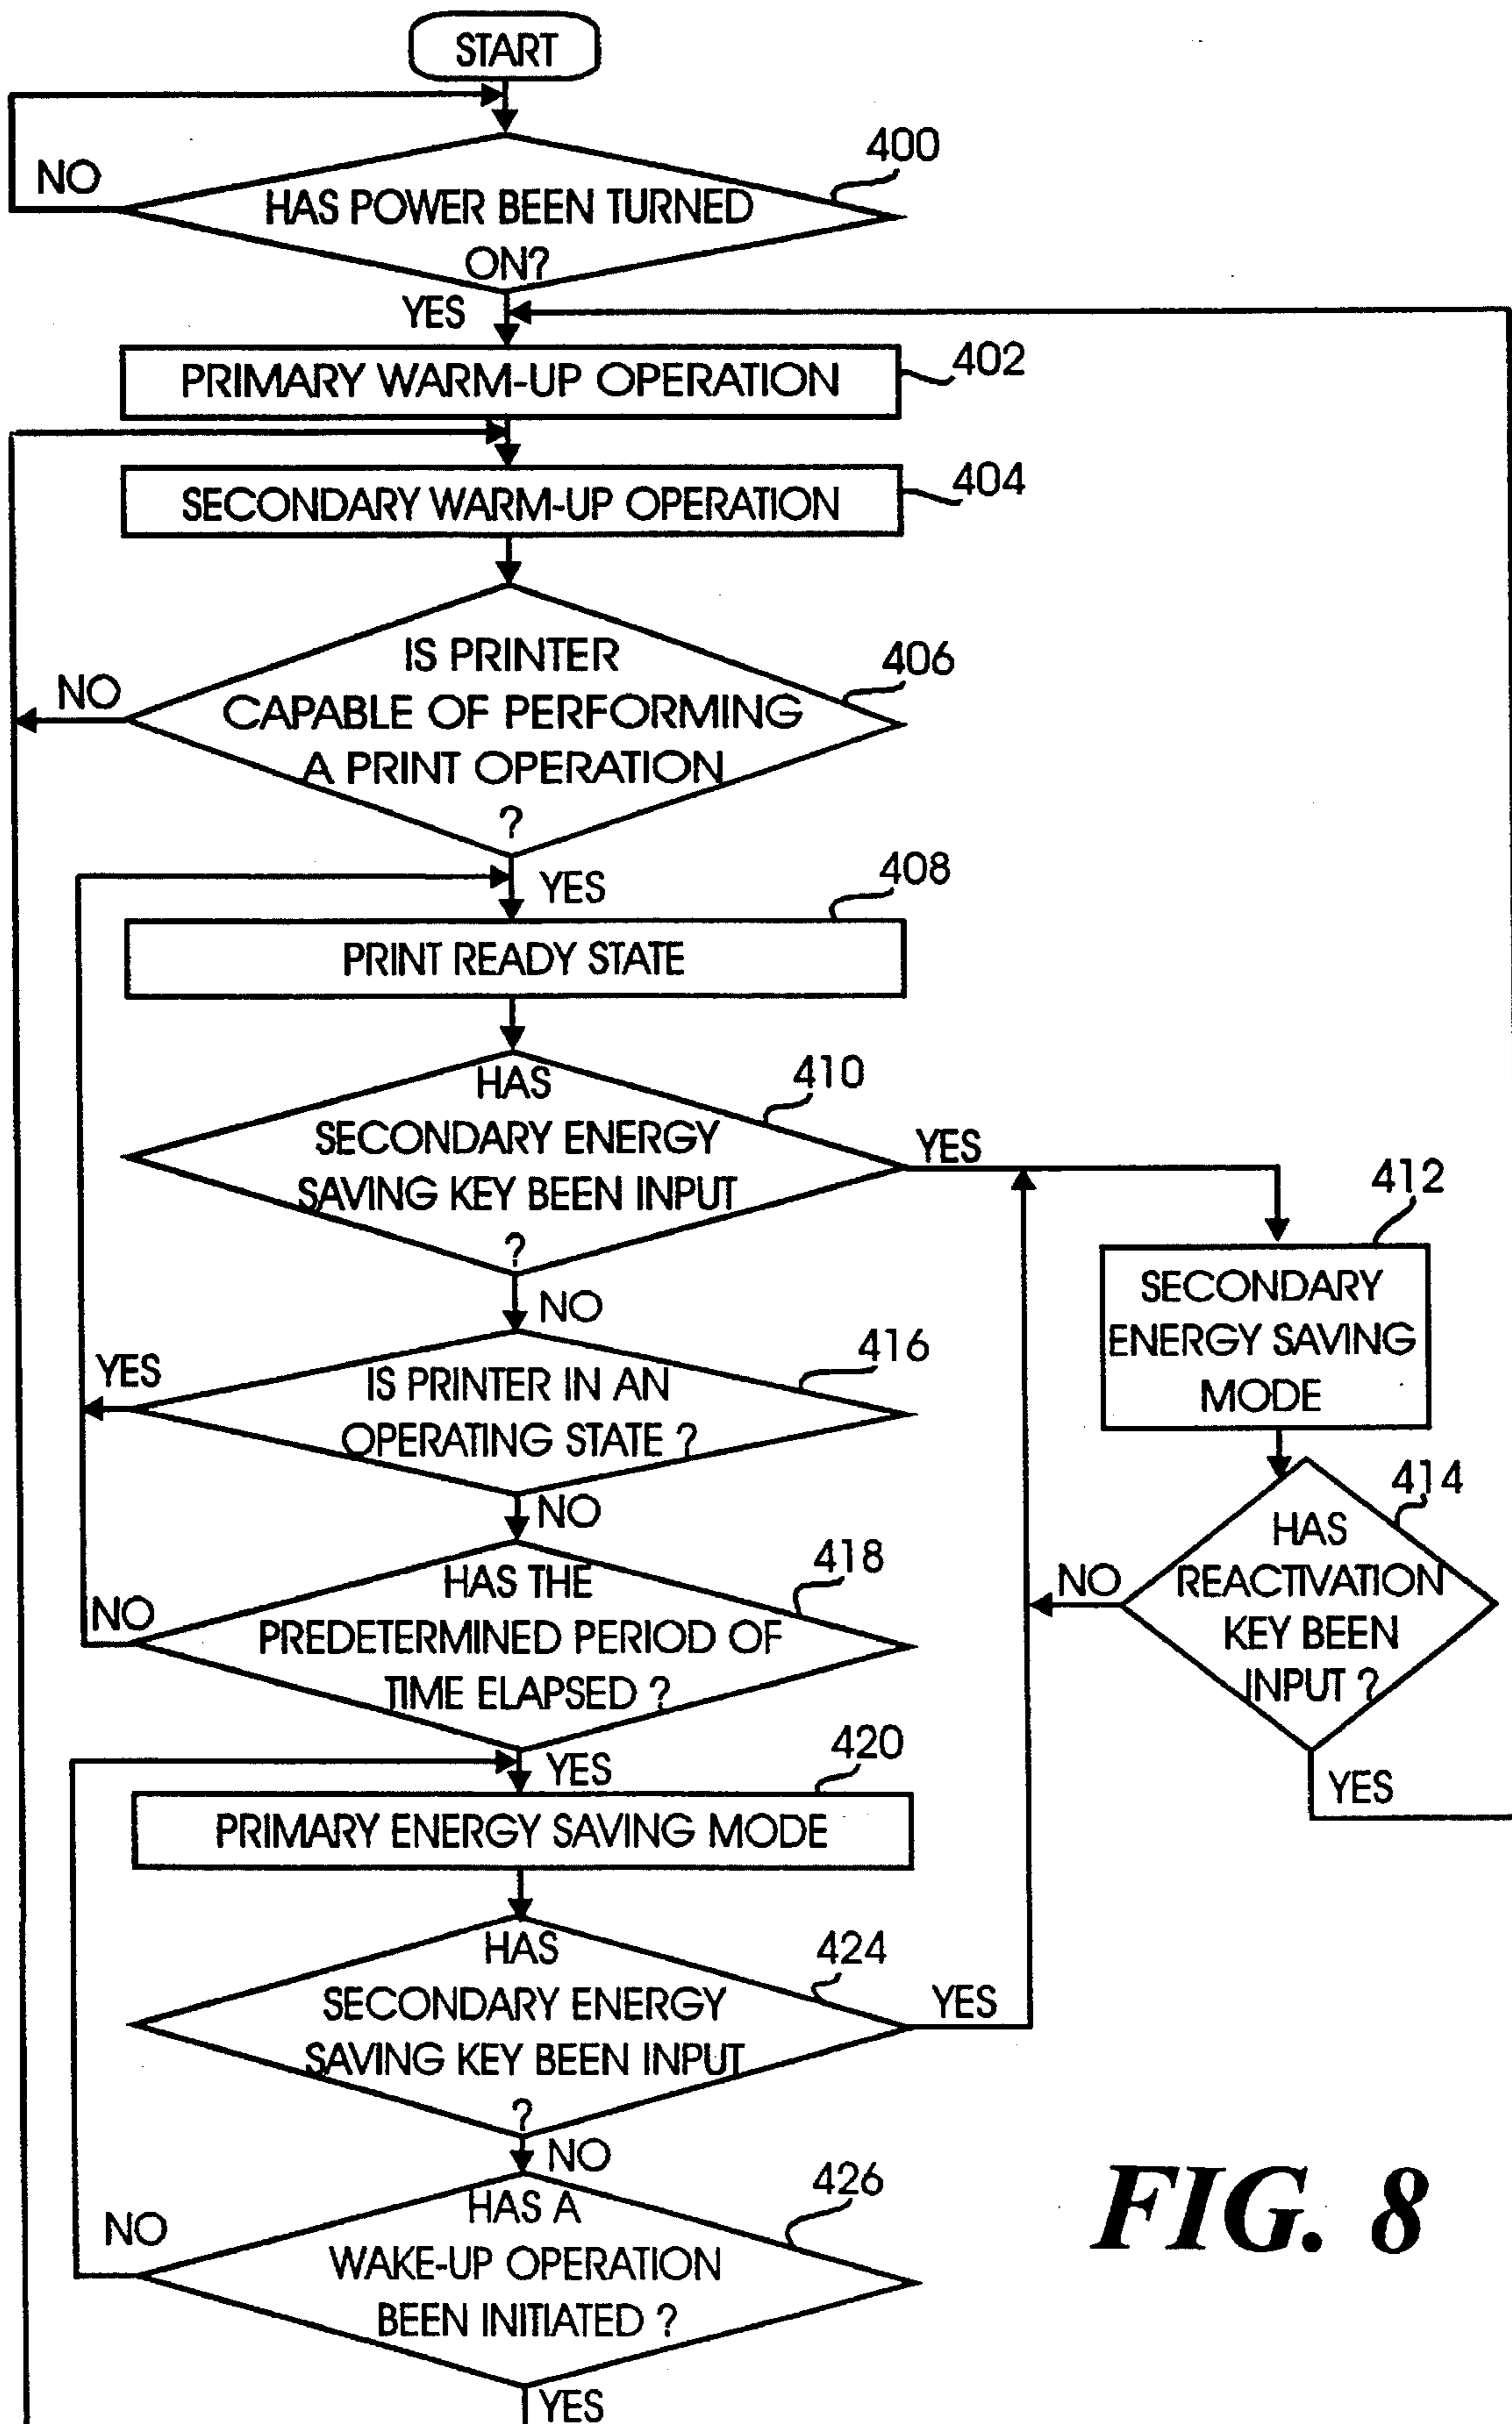 START
400
NO
HAS POWER BEEN TURNED
ON?
YES
PRIMARY WARM-UP OPERATION
402
SECONDARY WARM-UP OPERATION
404
IS PRINTER
CAPABLE OF PERFORMING
A PRINT OPERATION
?
406
NO
YES
408
PRINT READY STATE
HAS
SECONDARY ENERGY
SAVING KEY BEEN INPUT
?
410
YES
412
SECONDARY
ENERGY SAVING
MODE
NO
416
YES
IS PRINTER IN AN
OPERATING STATE ?
414
HAS
REACTIVATION
KEY BEEN
INPUT ?
NO
YES
NO
418
HAS THE
PREDETERMINED PERIOD OF
TIME ELAPSED ?
NO
YES
420
PRIMARY ENERGY SAVING MODE
HAS
SECONDARY ENERGY
SAVING KEY BEEN INPUT
?
424
YES
NO
426
HAS A
WAKE-UP OPERATION
BEEN INITIATED ?
NO
YES
FIG. 8